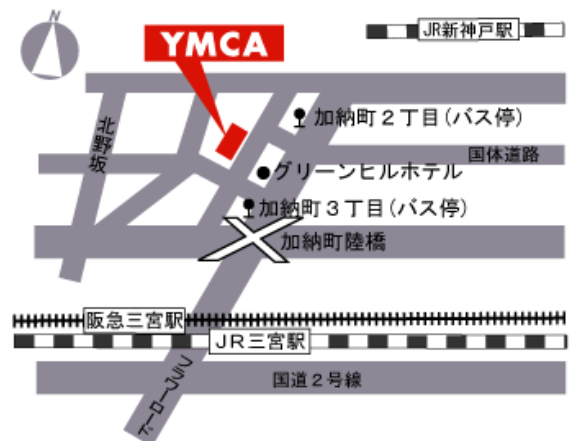 N
JR新神戸駅
YMCA
加納町２丁目(バス停)
北野坂
国体道路
グリーンヒルホテル
加納町３丁目(バス停)
加納町陸橋
阪急三宮駅
ＪＲ三宮駅
国道２号線
フラワーロード